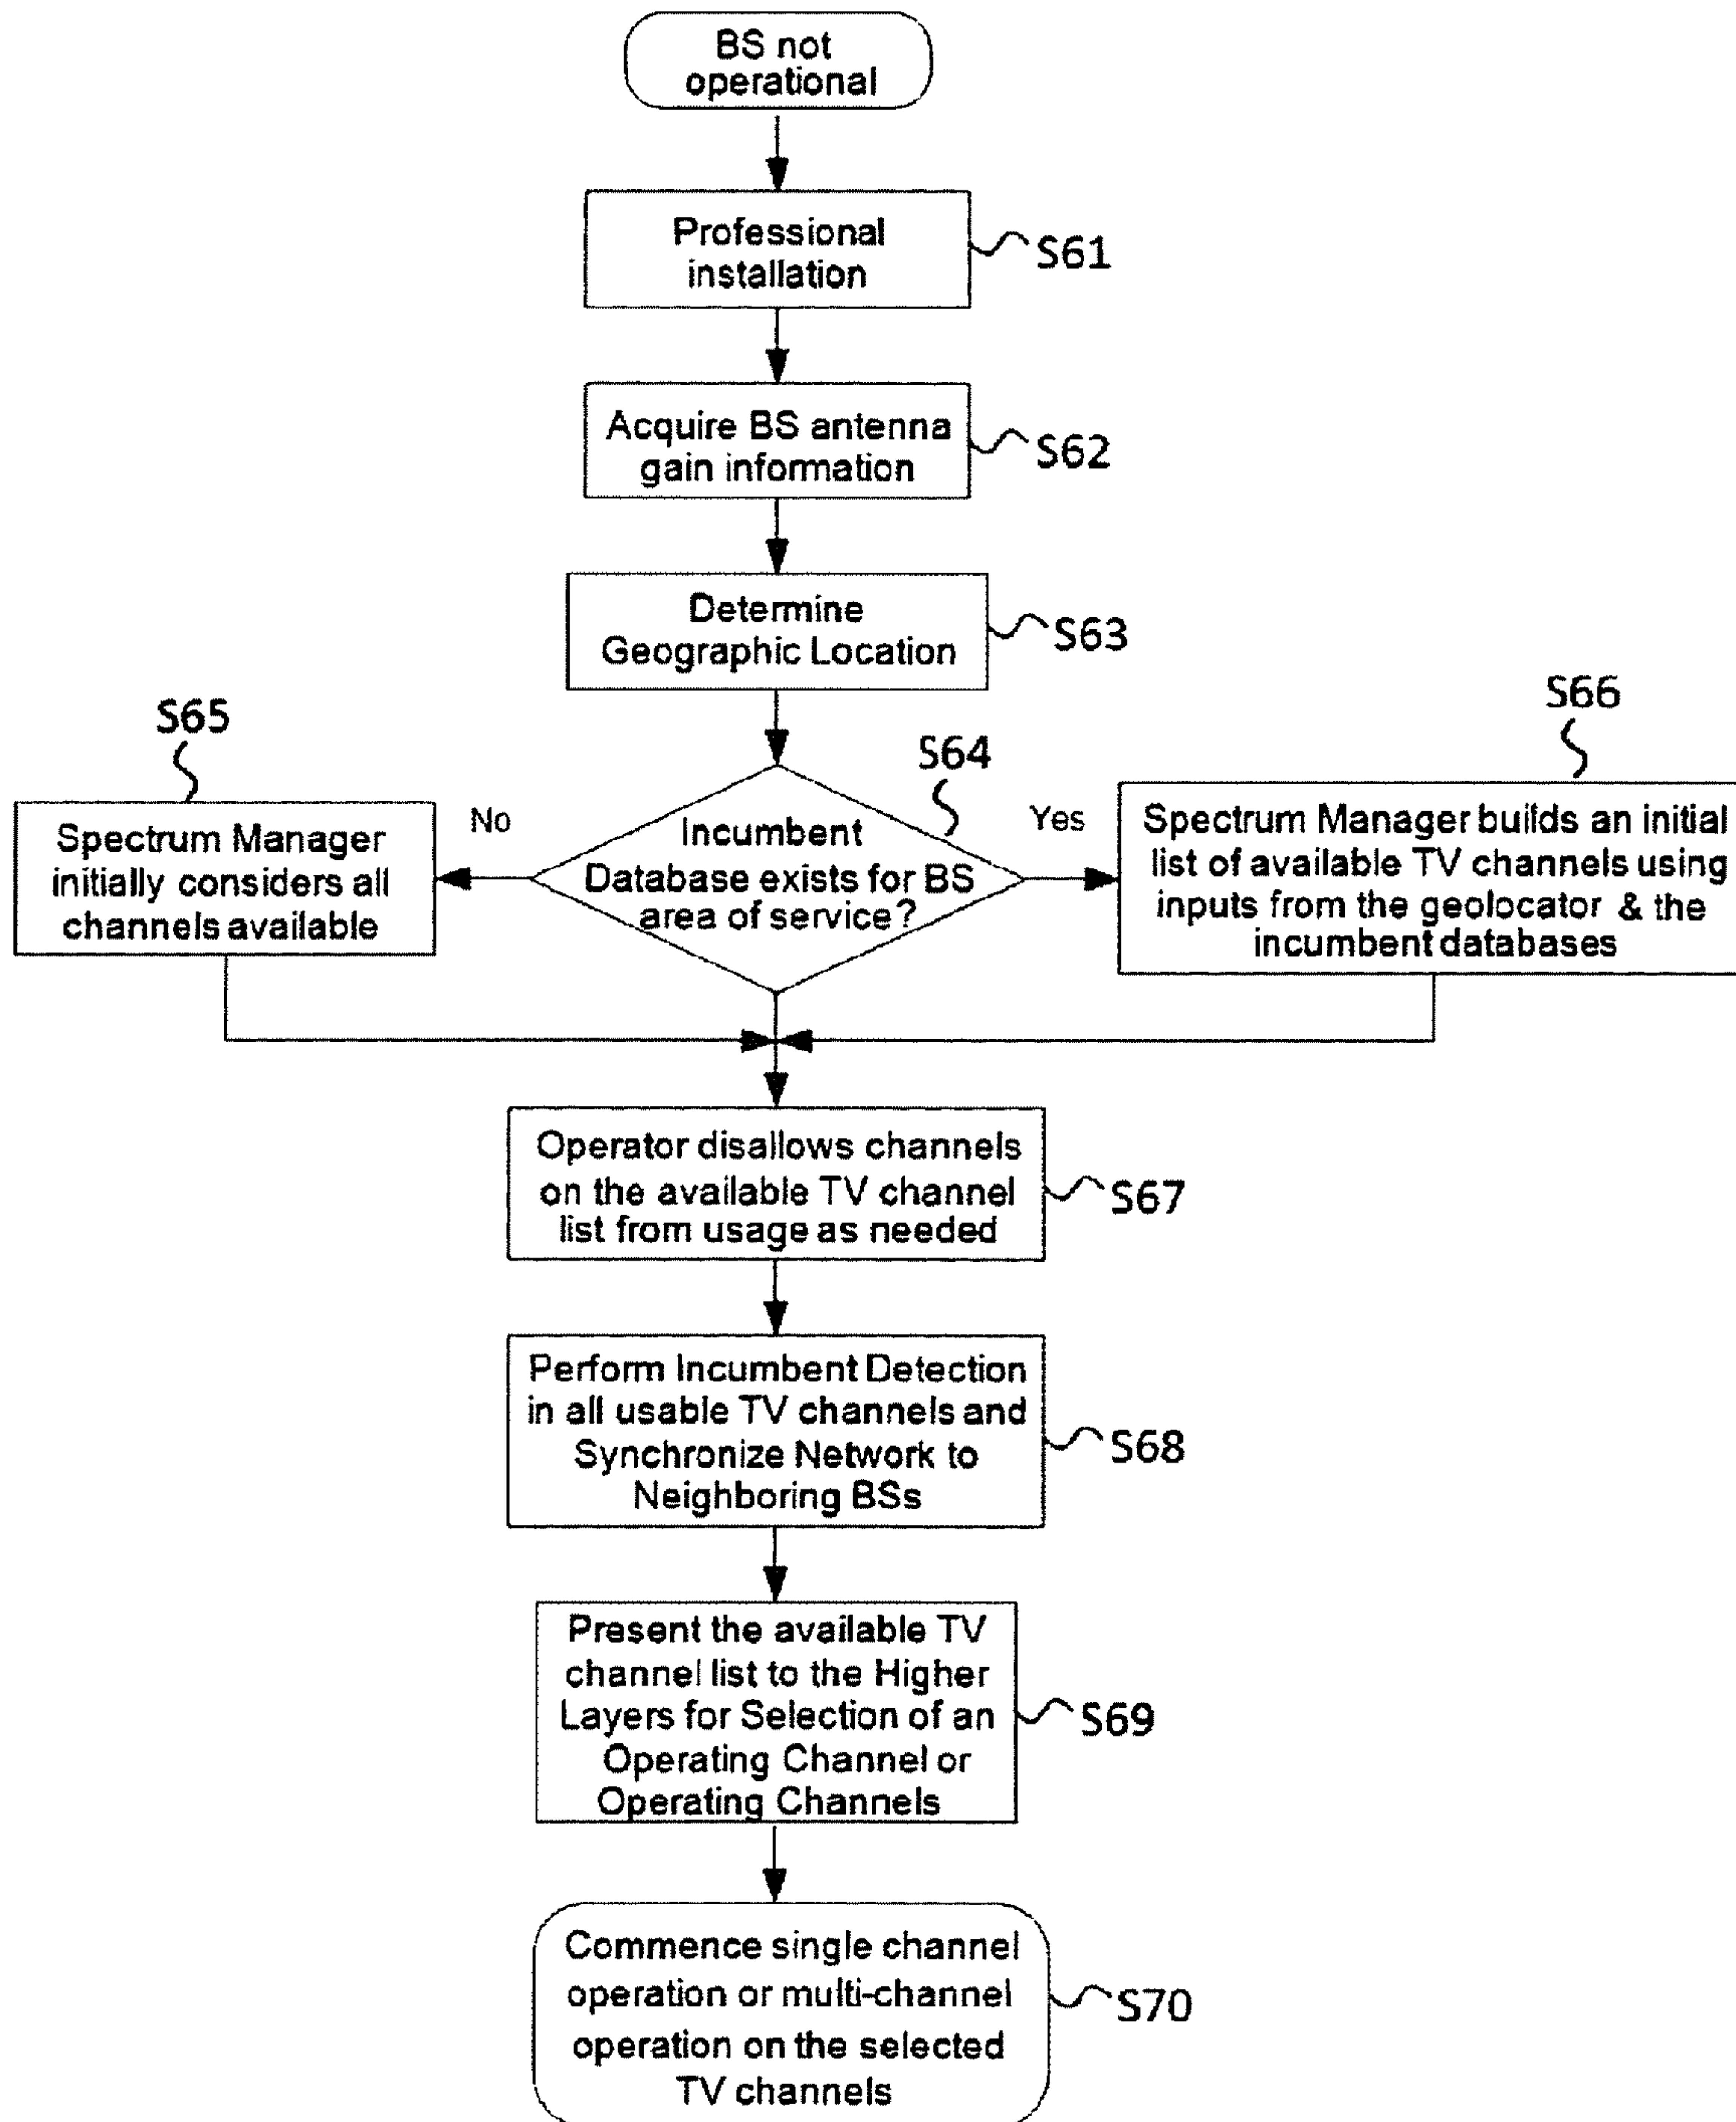 BS not
operational
Professional
installation
S61
Acquire BS antenna
gain information
S62
Determine
Geographic Location
S63
S65
S64
S66
Spectrum Manager
initially considers all
channels available
No
Incumbent
Database exists for BS
area of service?
Yes
Spectrum Manager builds an initial
list of available TV channels using
inputs from the geolocator & the
incumbent databases
Operator disallows channels
on the available TV channel
list from usage as needed
S67
Perform Incumbent Detection
in all usable TV channels and
Synchronize Network to
Neighboring BSs
S68
Present the available TV
channel list to the Higher
Layers for Selection of an
Operating Channel or
Operating Channels
S69
Commence single channel
operation or multi-channel
operation on the selected
TV channels
S70